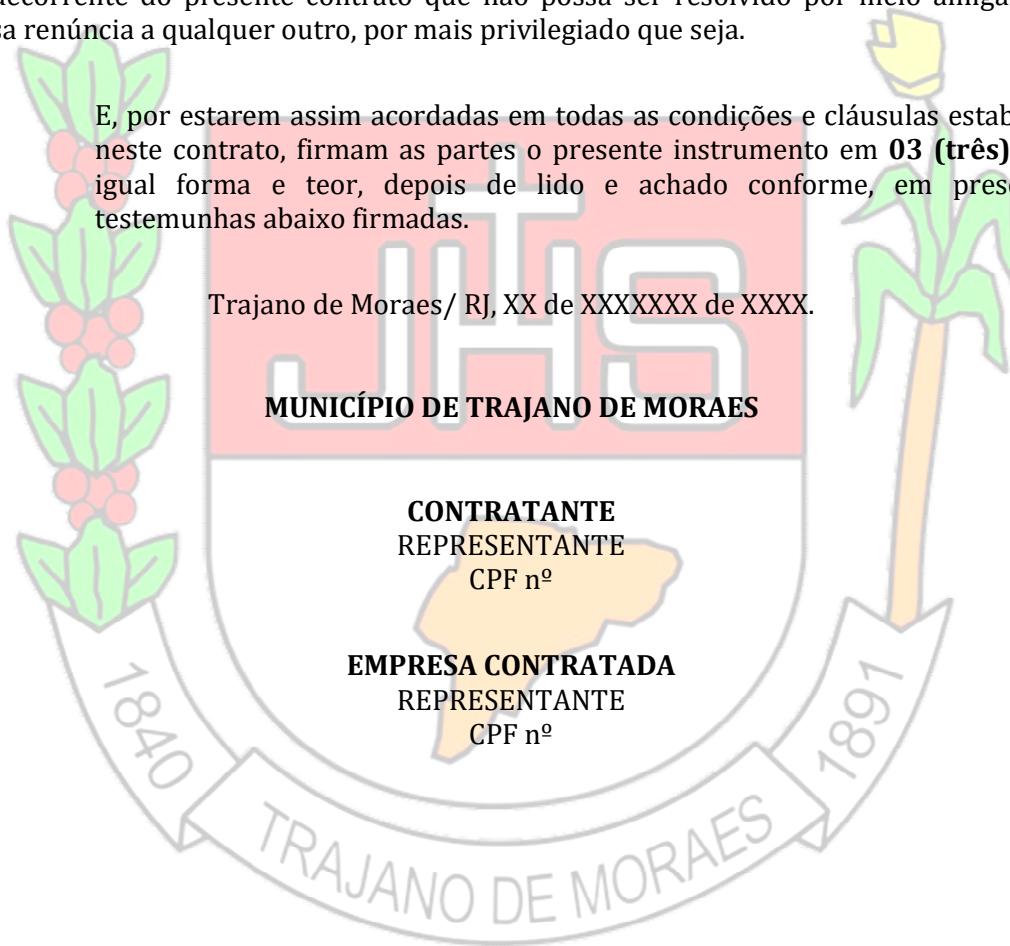 decorrente do presente contrato que não possa ser resolvido por meio
renúncia a qualquer outro, por mais privilegiado que seja.
E, por estarem assim acordadas em todas as condições e cláusulas
neste contrato, firmam as partes o presente instrumento em 03 (três)
igual forma e teor, depois de lido e achado conforme, em
testemunhas abaixo firmadas.
Trajano de Moraes/ RJ, XX de XXXXXXX de XXXX.
MUNICÍPIO DE TRAJANO DE MORAES
CONTRATANTE
REPRESENTANTE
CPF nº
EMPRESA CONTRATADA
REPRESENTANTE
CPF nº
JHS
1840
TRAJANO DE MORAES
1891